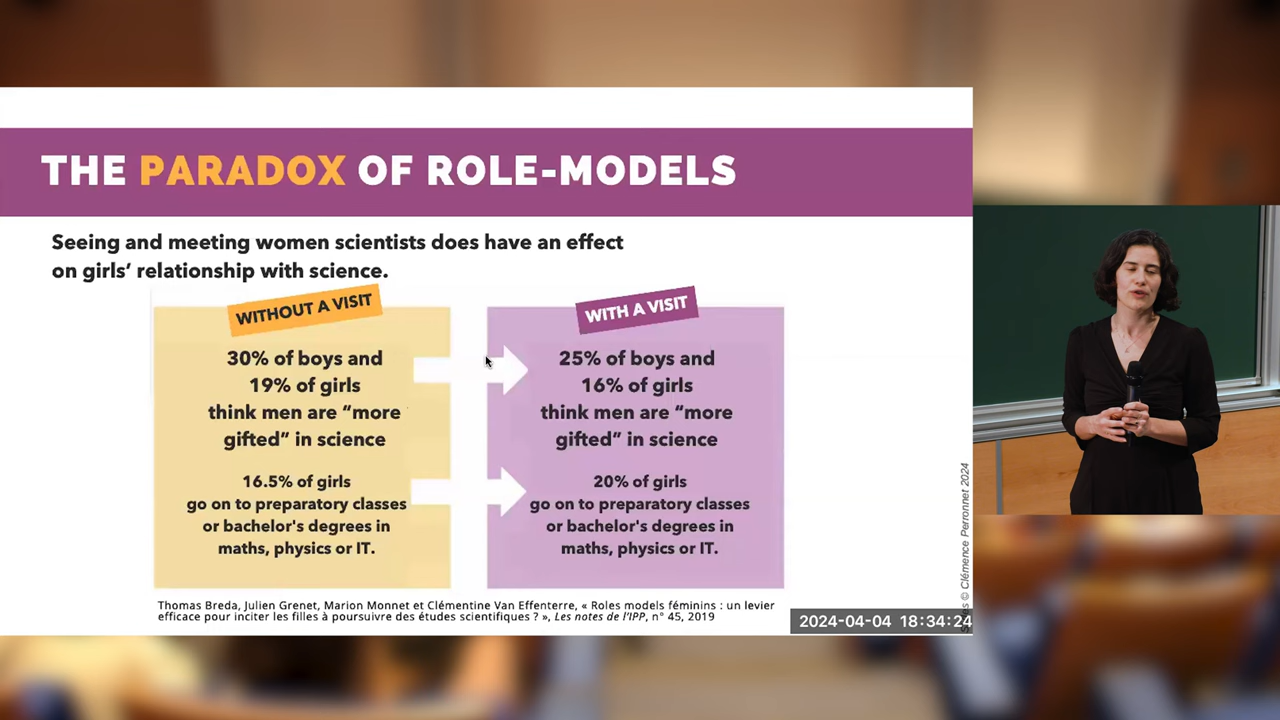 THE PARADOX OF ROLE-MODELS
Seeing and meeting women scientists does have an effect
on girls’ relationship with science.
WITHOUT A VISIT
30% of boys and
19% of girls
think men are “more
gifted” in science
16.5% of girls
go on to preparatory classes
or bachelor's degrees in
maths, physics or IT.
WITH A VISIT
25% of boys and
16% of girls
think men are “more
gifted” in science
20% of girls
go on to preparatory classes
or bachelor's degrees in
maths, physics or IT.
Thomas Breda, Julien Grenet, Marion Monnet et Clémentine Van Effenterre, « Roles models féminins : un levier
efficace pour inciter les filles à poursuivre des études scientifiques ? », Les notes de l’IPP, n° 45, 2019
© Clémence Perronnet 2024
2024-04-04 18:34:24